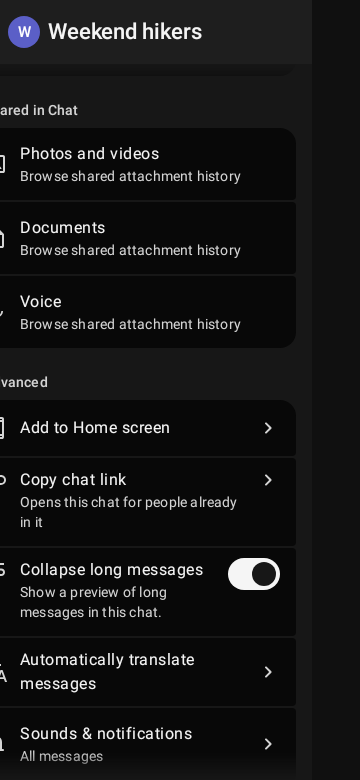 W Weekend hikers
ared in Chat
Photos and videos
Browse shared attachment history
Documents
Browse shared attachment history
Voice
Browse shared attachment history
vanced
Add to Home screen
Copy chat link
Opens this chat for people already
in it
Collapse long messages
Show a preview of long
messages in this chat.
Automatically translate
messages
Sounds & notifications
All messages